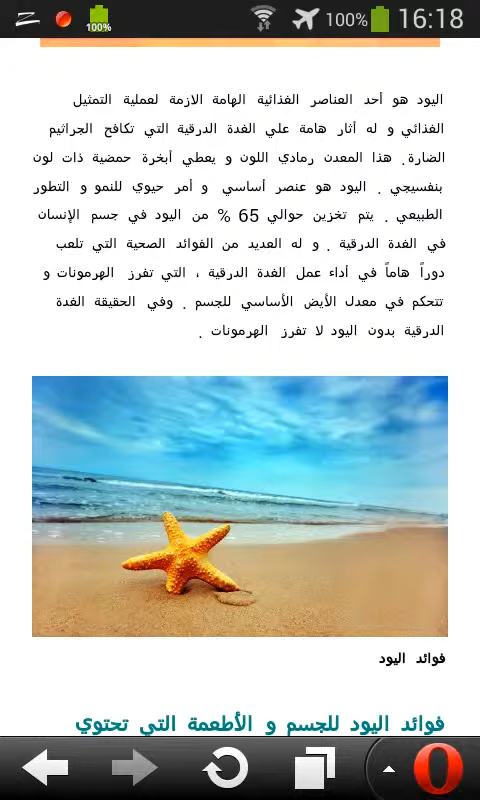 100%
100%
16:18
اليود هو أحد العناصر الغذائية الهامة الازمة لعملية التمثيل
الغذائي و له أثار هامة علي الغدة الدرقية التي تكافح الجراثيم
الضارة. هذا المعدن رمادي اللون و يعطي أبخرة حمضية ذات لون
بنفسيجي . اليود هو عنصر أساسي و أمر حيوي للنمو و التطور
الطبيعي . يتم تخزين حوالي 65 % من اليود في جسم الإنسان
في الغدة الدرقية . و له العديد من الفوائد الصحية التي تلعب
دوراً هاماً في أداء عمل الغدة الدرقية ، التي تفرز الهرمونات و
تتحكم في معدل الأيض الأساسي للجسم . وفي الحقيقة الغدة
الدرقية بدون اليود لا تفرز الهرمونات .
فوائد اليود
فوائد اليود للجسم و الأطعمة التي تحتوي